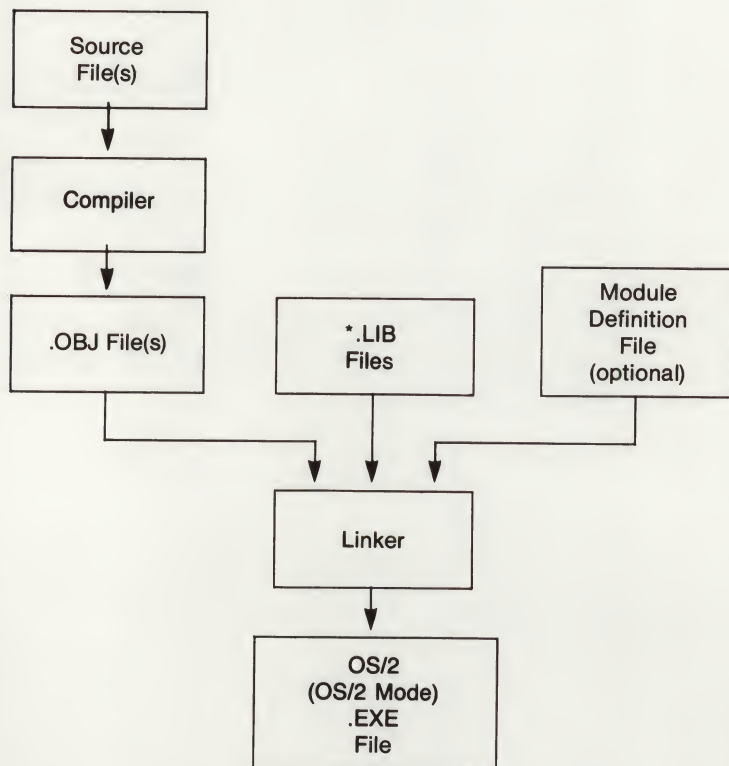 Source
File(s)
Compiler
.OBJ File(s)
*.LIB
Files
Module
Definition
File
(optional)
Linker
OS/2
(OS/2 Mode)
.EXE
File